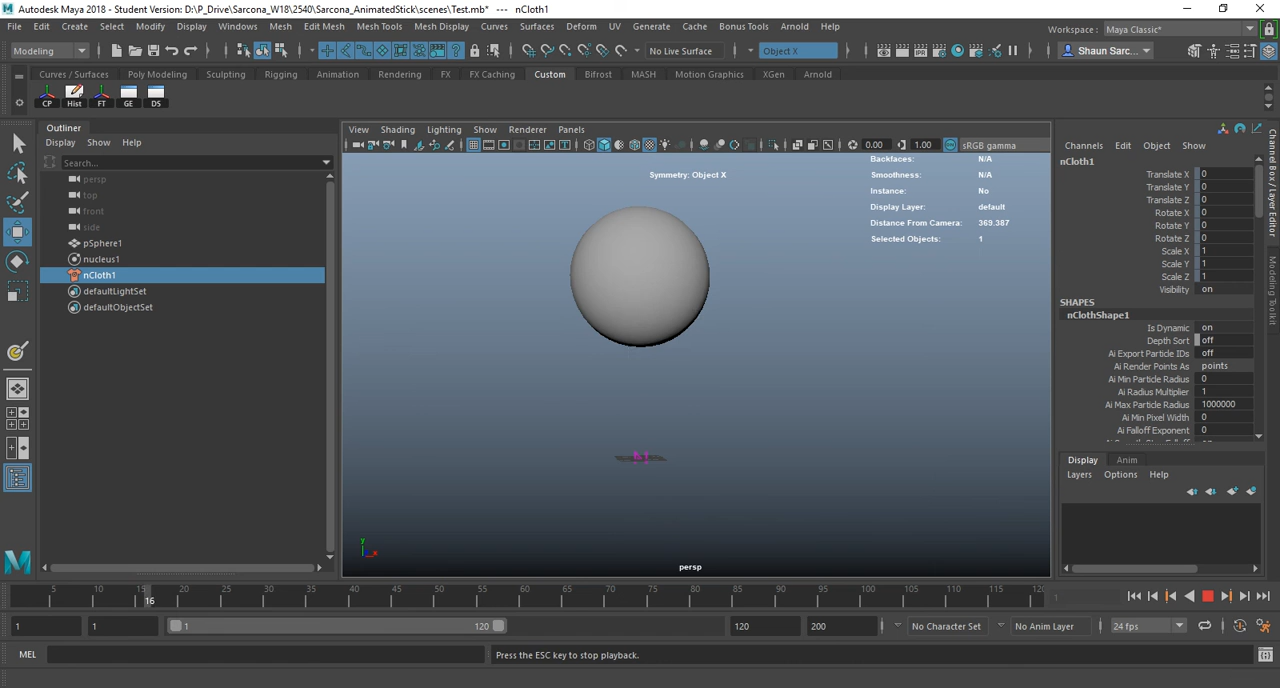 Autodesk Maya 2018 - Student Version: D:\P_Drive\Sarcona_W18\2540\Sarcona_AnimatedStick\scenes\Test.mb* --- nCloth1
File Edit Create Select Modify Display Windows Mesh Edit Mesh Mesh Tools Mesh Display Curves Surfaces Deform UV Generate Cache Bonus Tools Arnold Help
Workspace: Maya Classic*
Modeling No Live Surface Object X Shaun Sarc...
Curves / Surfaces Poly Modeling Sculpting Rigging Animation Rendering FX FX Caching Custom Bifrost MASH Motion Graphics XGen Arnold
CP Hist FT GE DS
Outliner
Display Show Help
Search...
persp
top
front
side
pSphere1
nucleus1
nCloth1
defaultLightSet
defaultObjectSet
View Shading Lighting Show Renderer Panels
0.00 1.00 sRGB gamma
Symmetry: Object X
Backfaces: N/A
Smoothness: N/A
Instance: No
Display Layer: default
Distance From Camera: 369.387
Selected Objects: 1
y
x
persp
Channels Edit Object Show
nCloth1
Translate X 0
Translate Y 0
Translate Z 0
Rotate X 0
Rotate Y 0
Rotate Z 0
Scale X 1
Scale Y 1
Scale Z 1
Visibility on
SHAPES
nClothShape1
Is Dynamic on
Depth Sort off
Ai Export Particle IDs off
Ai Render Points As points
Ai Min Particle Radius 0
Ai Radius Multiplier 1
Ai Max Particle Radius 1000000
Ai Min Pixel Width 0
Ai Falloff Exponent 0
Display Anim
Layers Options Help
Channel Box / Layer Editor
Modeling Toolkit
5 10 15 20 25 30 35 40 45 50 55 60 65 70 75 80 85 90 95 100 105 110 115 120
16
1
1 1 1 120 120 200 No Character Set No Anim Layer 24 fps
MEL Press the ESC key to stop playback.